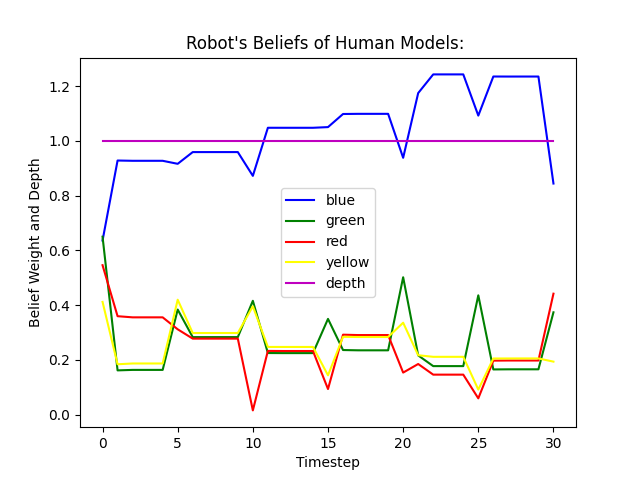 Robot's Beliefs of Human Models:
Belief Weight and Depth
1.2
1.0
0.8
0.6
0.4
0.2
0.0
blue
green
red
yellow
depth
0 5 10 15 20 25 30
Timestep